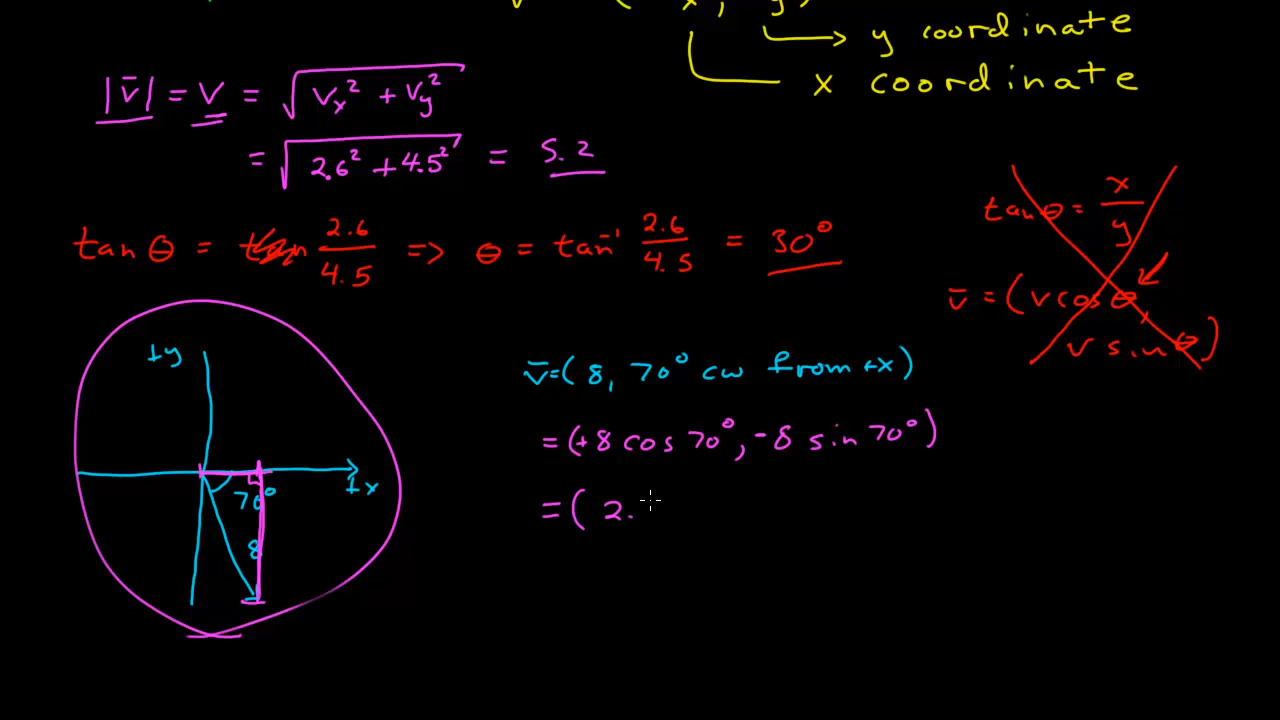 y coordinate
x coordinate
|v̄| = v = √(vₓ² + v_y²)
= √(2.6² + 4.5²) = 5.2
tan θ = x/y
tan θ = 2.6/4.5 => θ = tan⁻¹ 2.6/4.5 = 30°
v̄ = (v cos θ,
v sin θ)
+y
v̄=(8, 70° cw from +x)
= (+8 cos 70°, -8 sin 70°)
+x
70°
= ( 2.
8